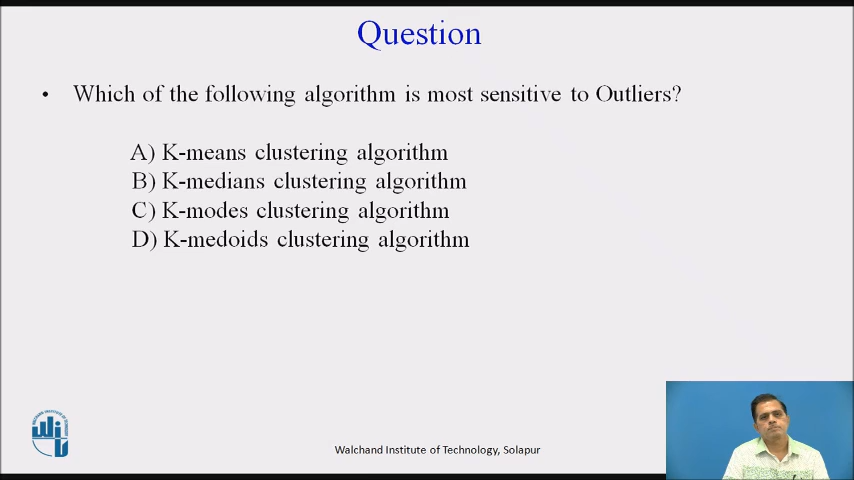 Question
• Which of the following algorithm is most sensitive to Outliers?
A) K-means clustering algorithm
B) K-medians clustering algorithm
C) K-modes clustering algorithm
D) K-medoids clustering algorithm
Walchand Institute of Technology, Solapur